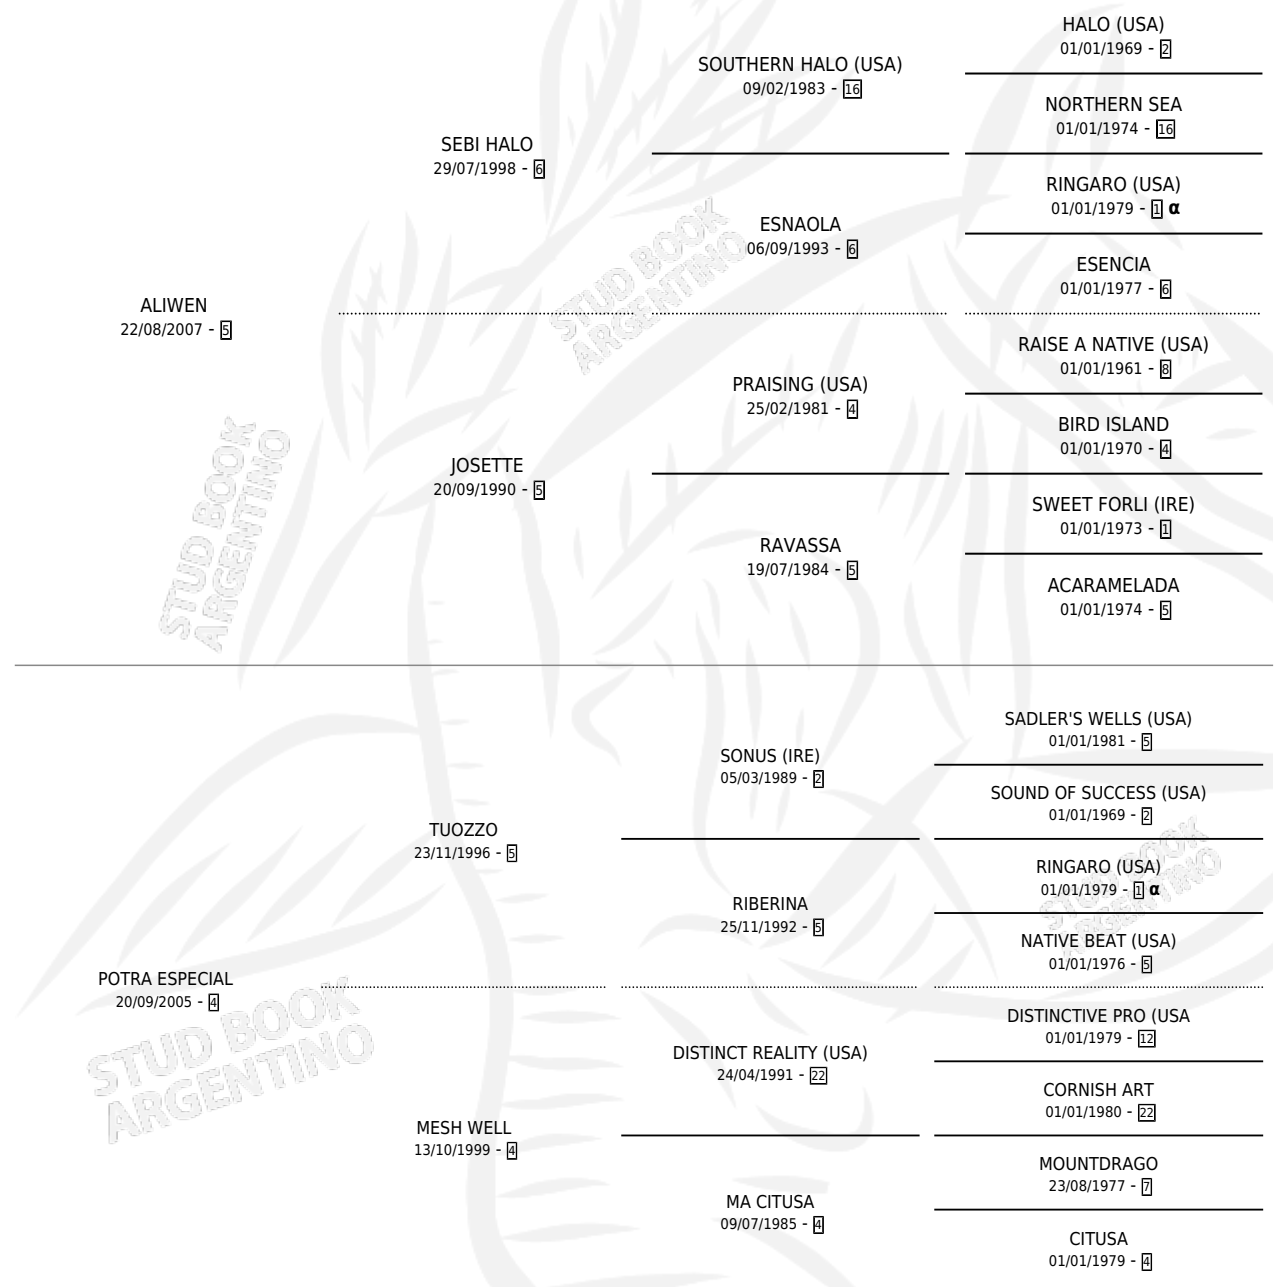 HALO (USA)
01/01/1969 - 2
SOUTHERN HALO (USA)
09/02/1983 - 16
NORTHERN SEA
01/01/1974 - 16
SEBI HALO
29/07/1998 - 6
RINGARO (USA)
01/01/1979 - 1 α
ESNAOLA
06/09/1993 - 6
ESENCIA
01/01/1977 - 6
ALIWEN
22/08/2007 - 5
RAISE A NATIVE (USA)
01/01/1961 - 8
PRAISING (USA)
25/02/1981 - 4
BIRD ISLAND
01/01/1970 - 4
JOSETTE
20/09/1990 - 5
SWEET FORLI (IRE)
01/01/1973 - 1
RAVASSA
19/07/1984 - 5
ACARAMELADA
01/01/1974 - 5
STUD BOOK
ARGENTINO
STUD BOOK
ARGENTINO
SADLER'S WELLS (USA)
01/01/1981 - 5
SONUS (IRE)
05/03/1989 - 2
SOUND OF SUCCESS (USA)
01/01/1969 - 2
TUOZZO
23/11/1996 - 5
RINGARO (USA)
01/01/1979 - 1 α
RIBERINA
25/11/1992 - 5
NATIVE BEAT (USA)
01/01/1976 - 5
POTRA ESPECIAL
20/09/2005 - 4
DISTINCTIVE PRO (USA
01/01/1979 - 12
DISTINCT REALITY (USA)
24/04/1991 - 22
CORNISH ART
01/01/1980 - 22
MESH WELL
13/10/1999 - 4
MOUNTDRAGO
23/08/1977 - 7
MA CITUSA
09/07/1985 - 4
CITUSA
01/01/1979 - 4
STUD BOOK
ARGENTINO
STUD BOOK
ARGENTINO